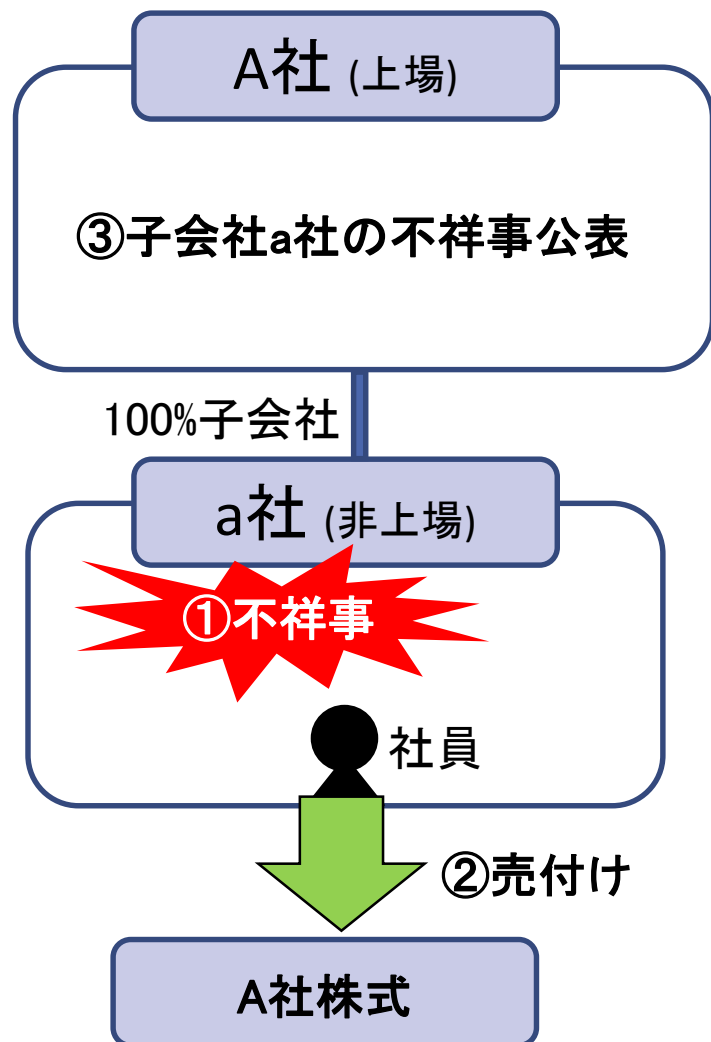 A社 (上場)
③子会社a社の不祥事公表
100%子会社
a社 (非上場)
①不祥事
社員
②売付け
A社株式